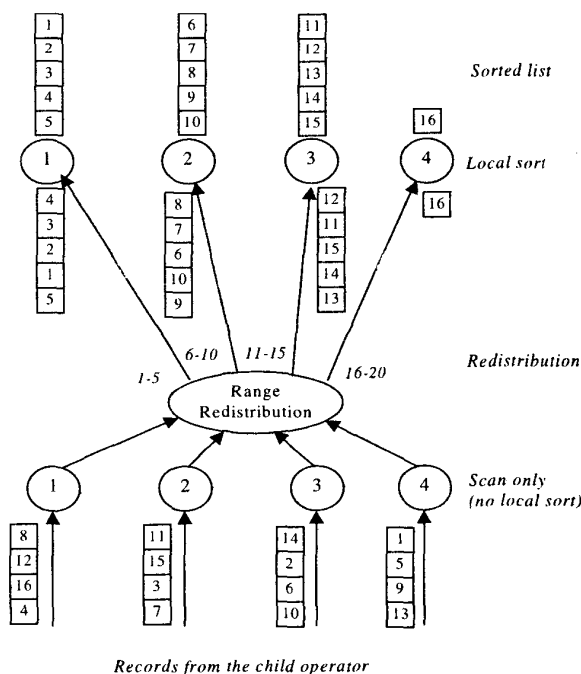 1 6 11
2 7 12
3 8 13 Sorted list
4 9 14
5 10 15 16
1 2 3 4 Local sort
4 8 12 16
3 7 11
2 6 15
1 10 14
5 9 13
6-10 11-15 Redistribution
1-5 16-20
Range
Redistribution
1 2 3 4 Scan only
(no local sort)
8 11 14 1
12 15 2 5
16 3 6 9
4 7 10 13
Records from the child operator